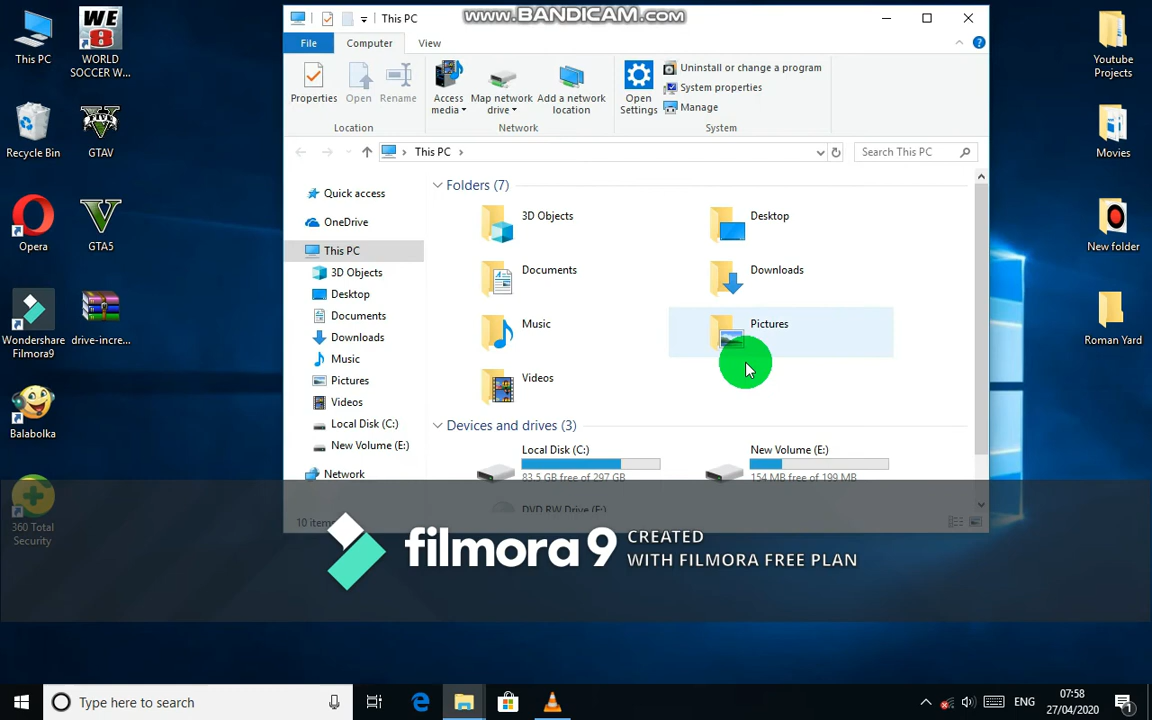 This PC
www.BANDICAM.com
File
Computer
View
Properties
Open
Rename
Access
media
Map network
drive
Add a network
location
Open
Settings
Uninstall or change a program
System properties
Manage
Location
Network
System
This PC
Search This PC
Quick access
OneDrive
This PC
3D Objects
Desktop
Documents
Downloads
Music
Pictures
Videos
Local Disk (C:)
New Volume (E:)
Network
Folders (7)
3D Objects
Desktop
Documents
Downloads
Music
Pictures
Videos
Devices and drives (3)
Local Disk (C:)
83.5 GB free of 297 GB
New Volume (E:)
154 MB free of 199 MB
DVD RW Drive (F:)
10 items
This PC
WE
8
WORLD
SOCCER W...
Recycle Bin
FIVE
GTAV
Opera
V
GTA5
Wondershare
Filmora9
drive-incre...
Balabolka
360 Total
Security
Youtube
Projects
Movies
New folder
Roman Yard
filmora9
CREATED
WITH FILMORA FREE PLAN
Type here to search
ENG
07:58
27/04/2020
1